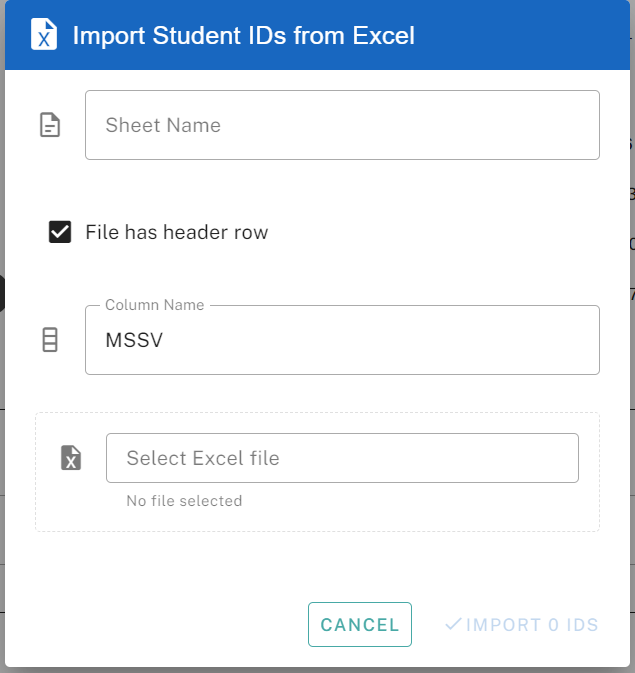 Import Student IDs from Excel
Sheet Name
File has header row
Column Name
MSSV
Select Excel file
No file selected
CANCEL
IMPORT 0 IDS